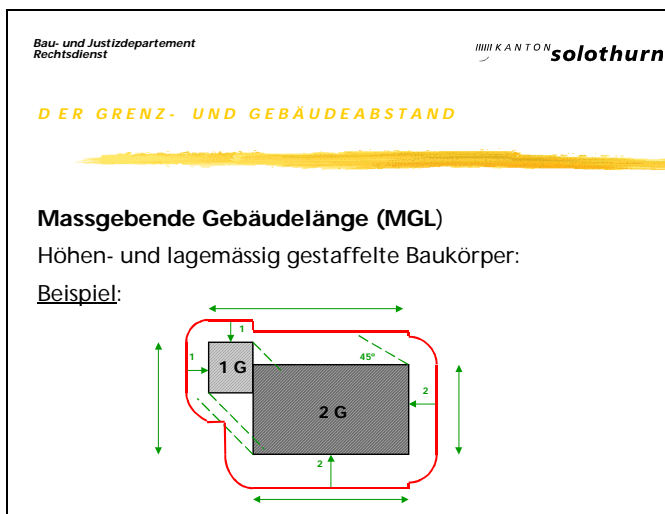 Bau- und Justizdepartement
Rechtsdienst
KANTON solothurn
DER GRENZ- UND GEBÄUDEABSTAND
Massgebende Gebäudelänge (MGL)
Höhen- und lagemässig gestaffelte Baukörper:
Beispiel:
1
1
1 G
45°
2 G
2
2